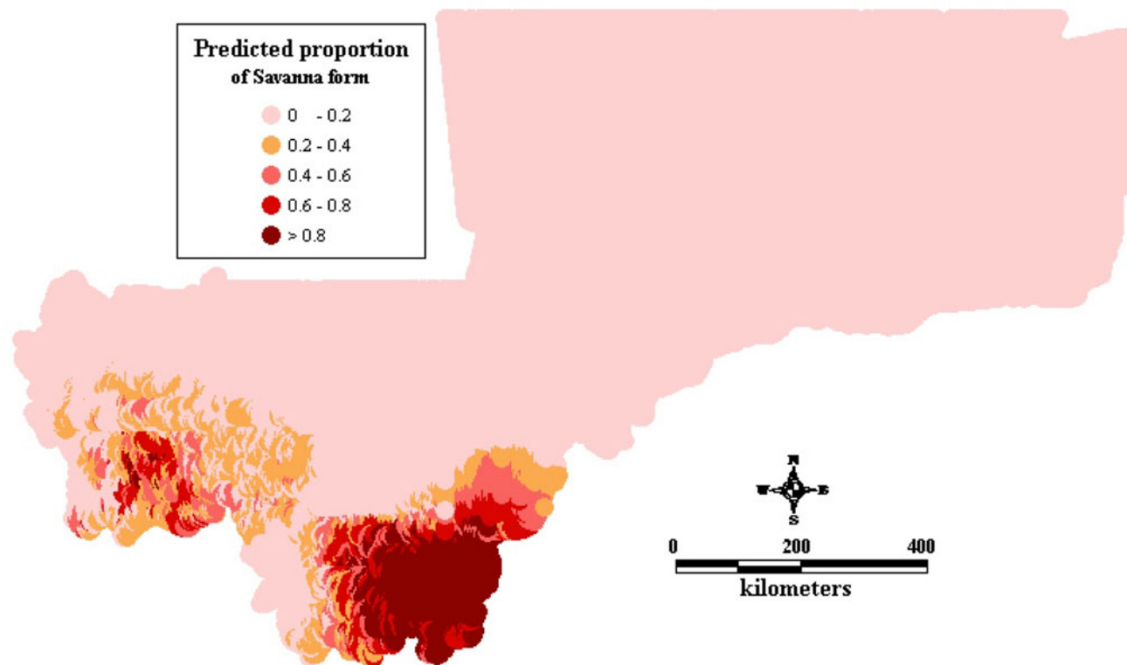 Predicted proportion
of Savanna form
0 - 0.2
0.2 - 0.4
0.4 - 0.6
0.6 - 0.8
> 0.8
N
W E
S
0 200 400
kilometers